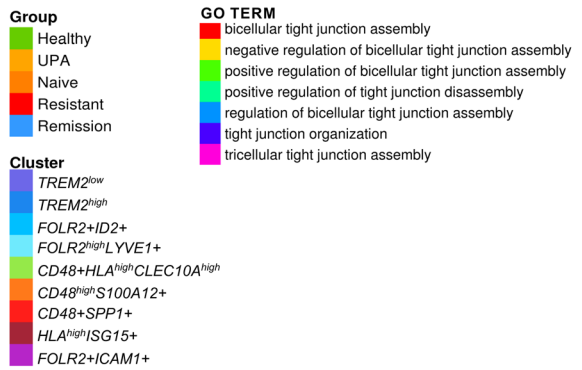 Group
Healthy
UPA
Naive
Resistant
Remission
GO TERM
bicellular tight junction assembly
negative regulation of bicellular tight junction assembly
positive regulation of bicellular tight junction assembly
positive regulation of tight junction disassembly
regulation of bicellular tight junction assembly
tight junction organization
tricellular tight junction assembly
Cluster
TREM2low
TREM2high
FOLR2+ID2+
FOLR2highLYVE1+
CD48+HLAhighCLEC10Ahigh
CD48highS100A12+
CD48+SPP1+
HLAhighISG15+
FOLR2+ICAM1+